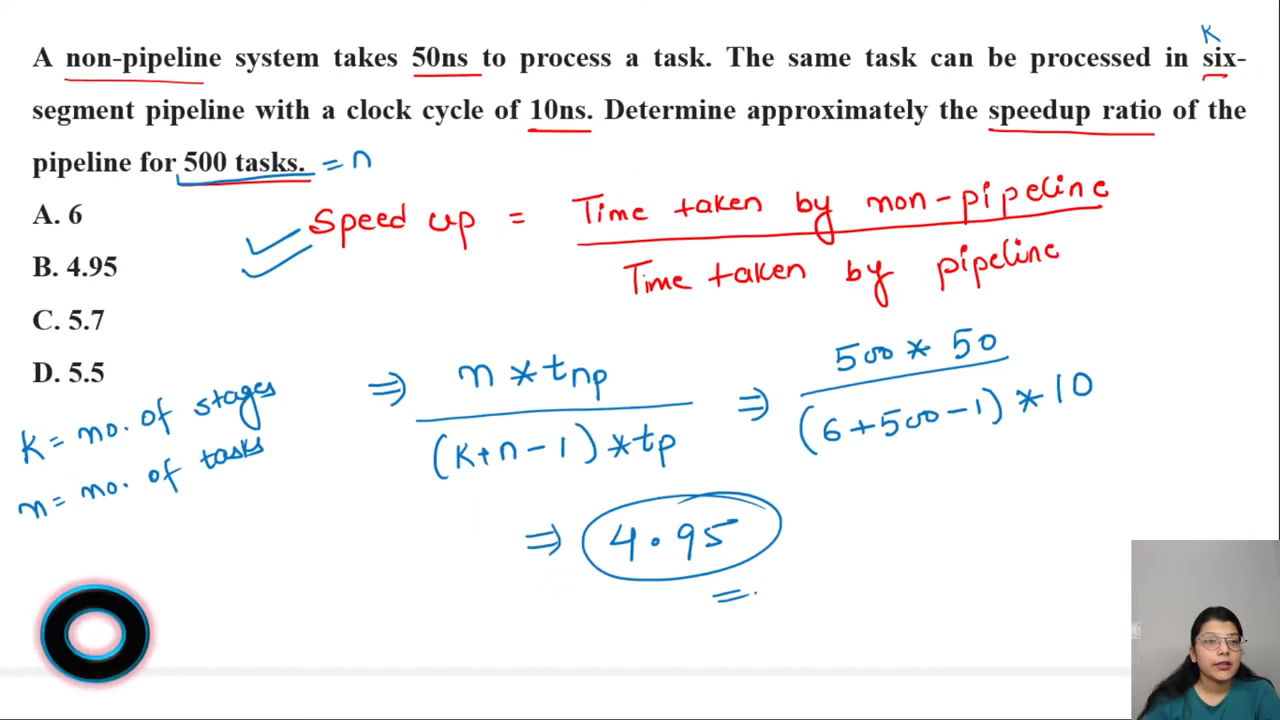 K
A non-pipeline system takes 50ns to process a task. The same task can be processed in six-
segment pipeline with a clock cycle of 10ns. Determine approximately the speedup ratio of the
pipeline for 500 tasks. = n
A. 6
Speed up = Time taken by non-pipeline
Time taken by pipeline
B. 4.95
C. 5.7
D. 5.5
k = no. of stages
n = no. of tasks
⇒ n * tnp
(k+n-1) * tp
⇒ 500 * 50
(6+500-1) * 10
⇒ 4.95